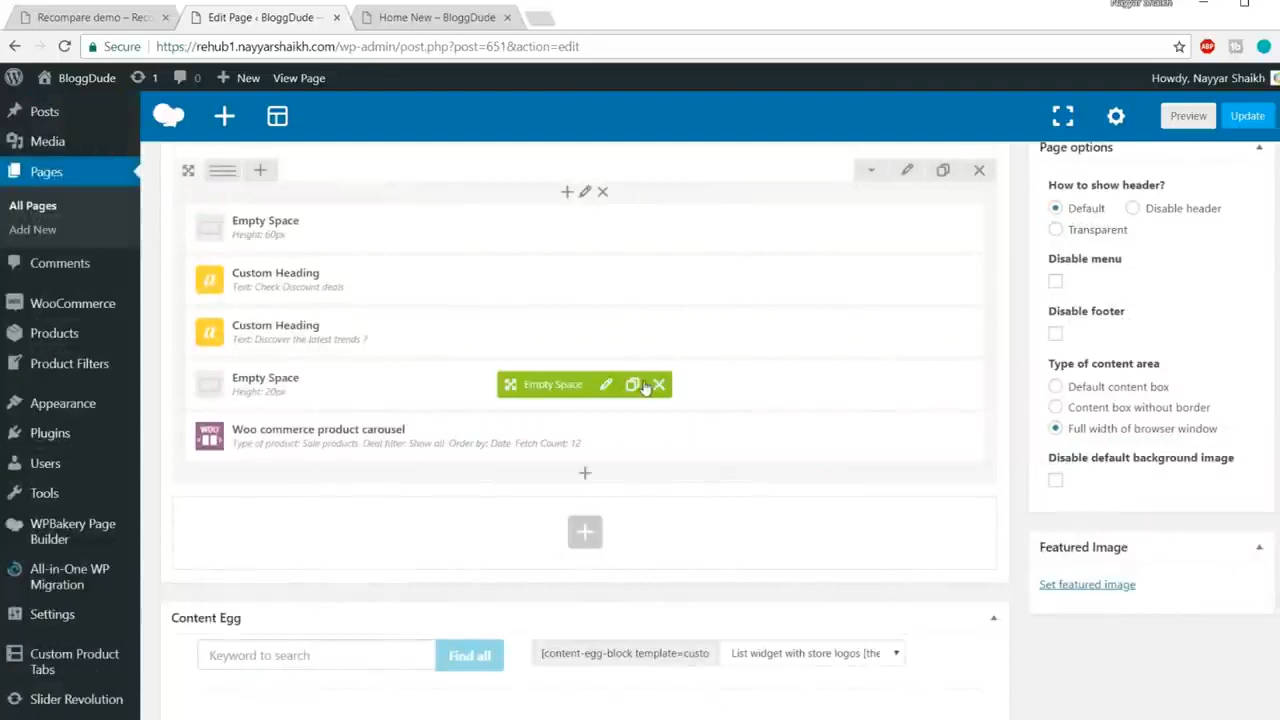 Nayyar Shaikh
Recompare demo – Reco
Edit Page ‹ BloggDude —
Home New – BloggDude
Secure
https://rehub1.nayyarshaikh.com/wp-admin/post.php?post=651&action=edit
ABP
BloggDude
1
0
New
View Page
Howdy, Nayyar Shaikh
Posts
Media
Pages
All Pages
Add New
Comments
WooCommerce
Products
Product Filters
Appearance
Plugins
Users
Tools
WPBakery Page
Builder
All-in-One WP
Migration
Settings
Custom Product
Tabs
Slider Revolution
Preview
Update
Empty Space
Height: 60px
Custom Heading
Text: Check Discount deals
Custom Heading
Text: Discover the latest trends ?
Empty Space
Height: 20px
Empty Space
WOO
Woo commerce product carousel
Type of product: Sale products Deal filter: Show all Order by: Date Fetch Count: 12
Content Egg
Keyword to search
Find all
[content-egg-block template=custo
List widget with store logos [the
Page options
How to show header?
Default
Disable header
Transparent
Disable menu
Disable footer
Type of content area
Default content box
Content box without border
Full width of browser window
Disable default background image
Featured Image
Set featured image